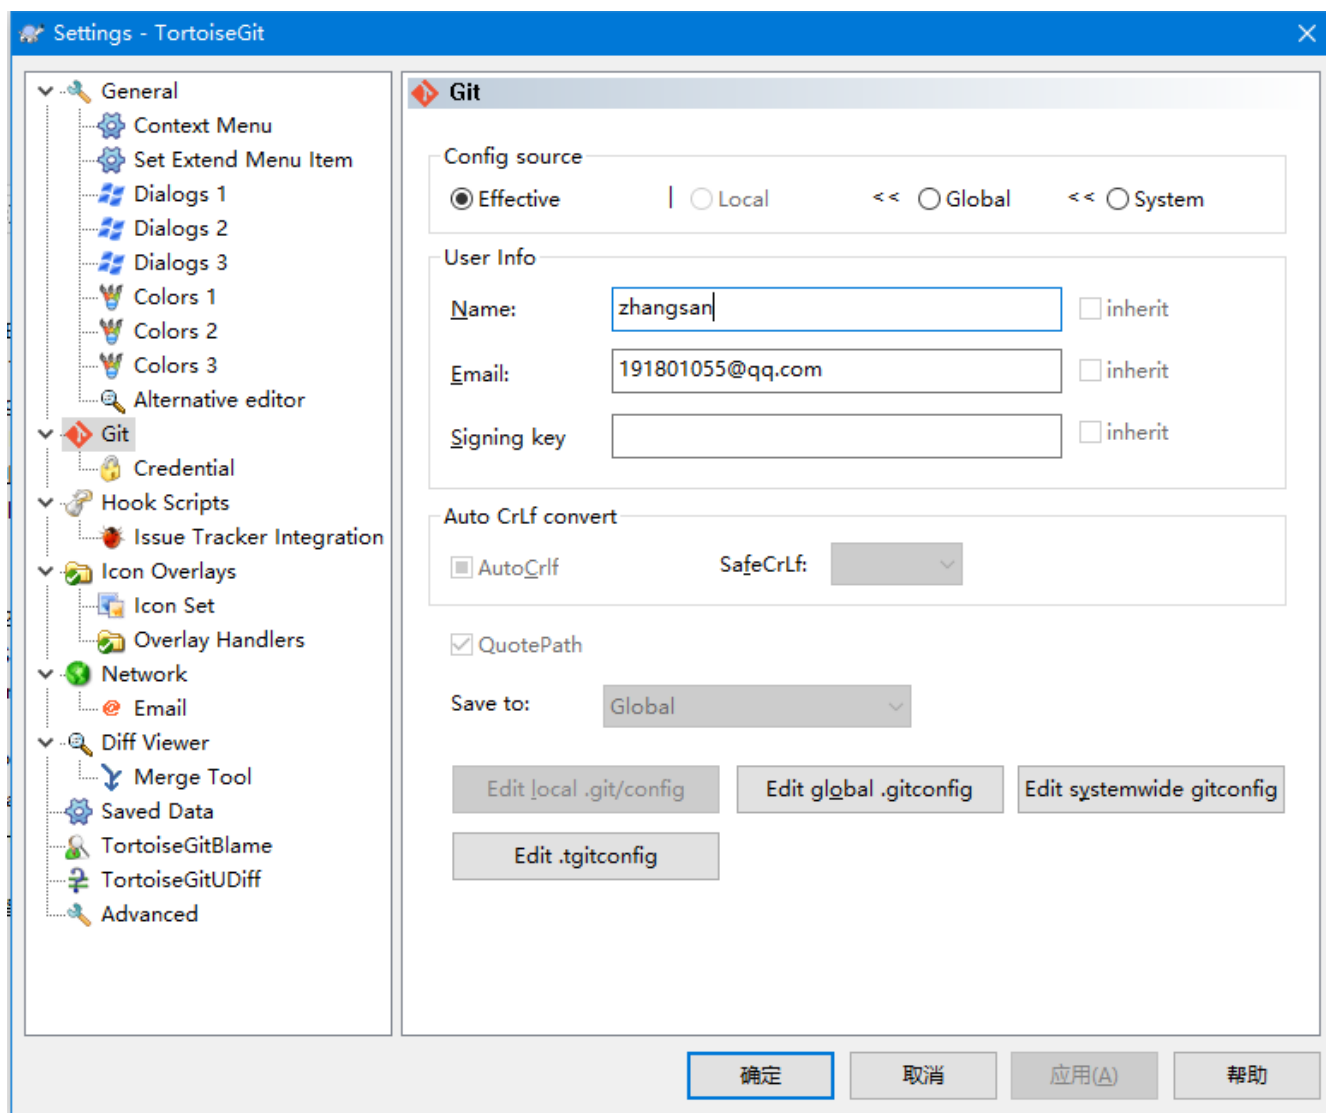 Settings - TortoiseGit
General
Context Menu
Set Extend Menu Item
Dialogs 1
Dialogs 2
Dialogs 3
Colors 1
Colors 2
Colors 3
Alternative editor
Git
Credential
Hook Scripts
Issue Tracker Integration
Icon Overlays
Icon Set
Overlay Handlers
Network
Email
Diff Viewer
Merge Tool
Saved Data
TortoiseGitBlame
TortoiseGitUDiff
Advanced
Git
Config source
Effective | Local << Global << System
User Info
Name: zhangsan inherit
Email: 191801055@qq.com inherit
Signing key inherit
Auto CrLf convert
AutoCrlf SafeCrLf:
QuotePath
Save to: Global
Edit local .git/config Edit global .gitconfig Edit systemwide gitconfig
Edit .tgitconfig
确定 取消 应用(A) 帮助